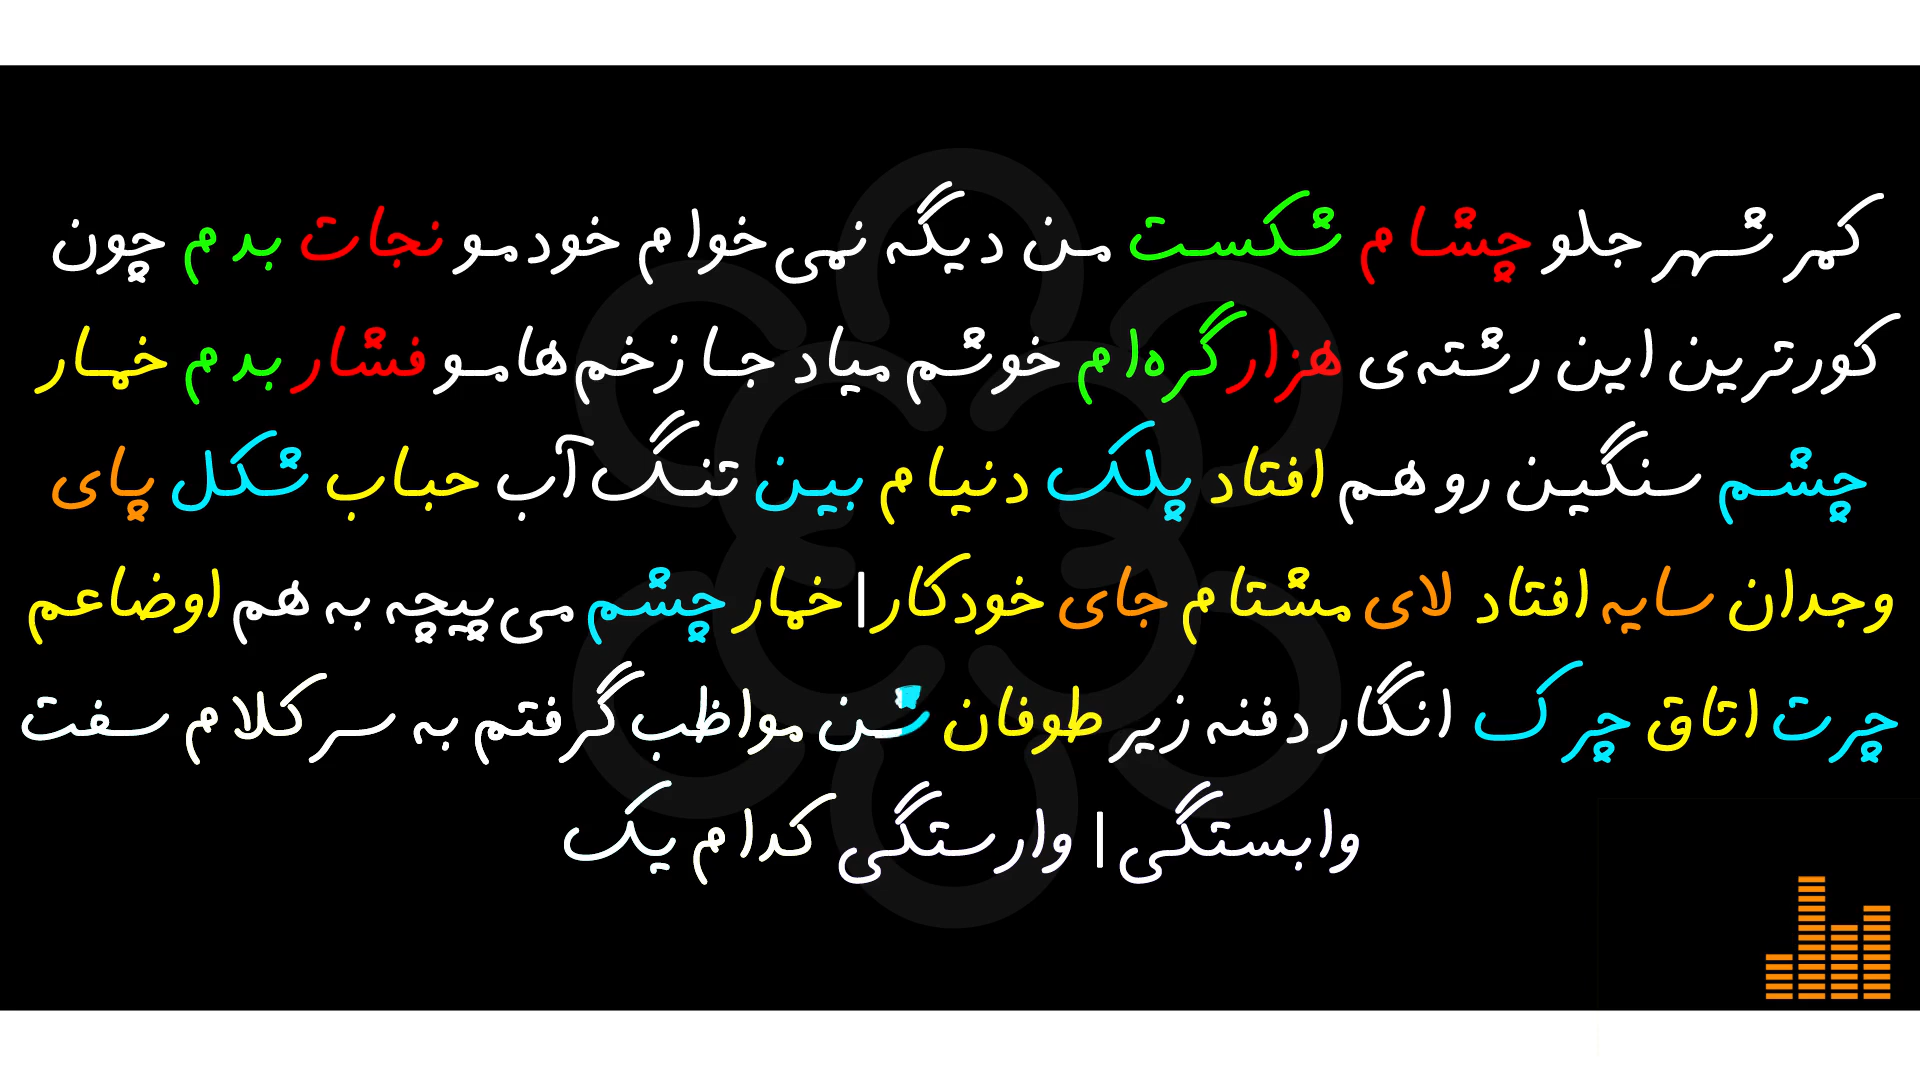 کمر شهر جلو چشام شکست من دیگه نمی‌خوام خودمو نجات بدم چون
کورترین این رشته‌ی هزار گره‌ام خوشم میاد جا زخم‌هامو فشار بدم خمار
چشم سنگین رو هم افتاد پلک دنیام بین تنگ آب حباب شکل پای
وجدان سایه افتاد لای مشتام جای خودکار | خمار چشم می‌پیچه به هم اوضاعم
چرت اتاق چرک انگار دفنه زیر طوفان شن مواظب گرفتم به سر کلام سفت
وابستگی | وارستگی کدام یک